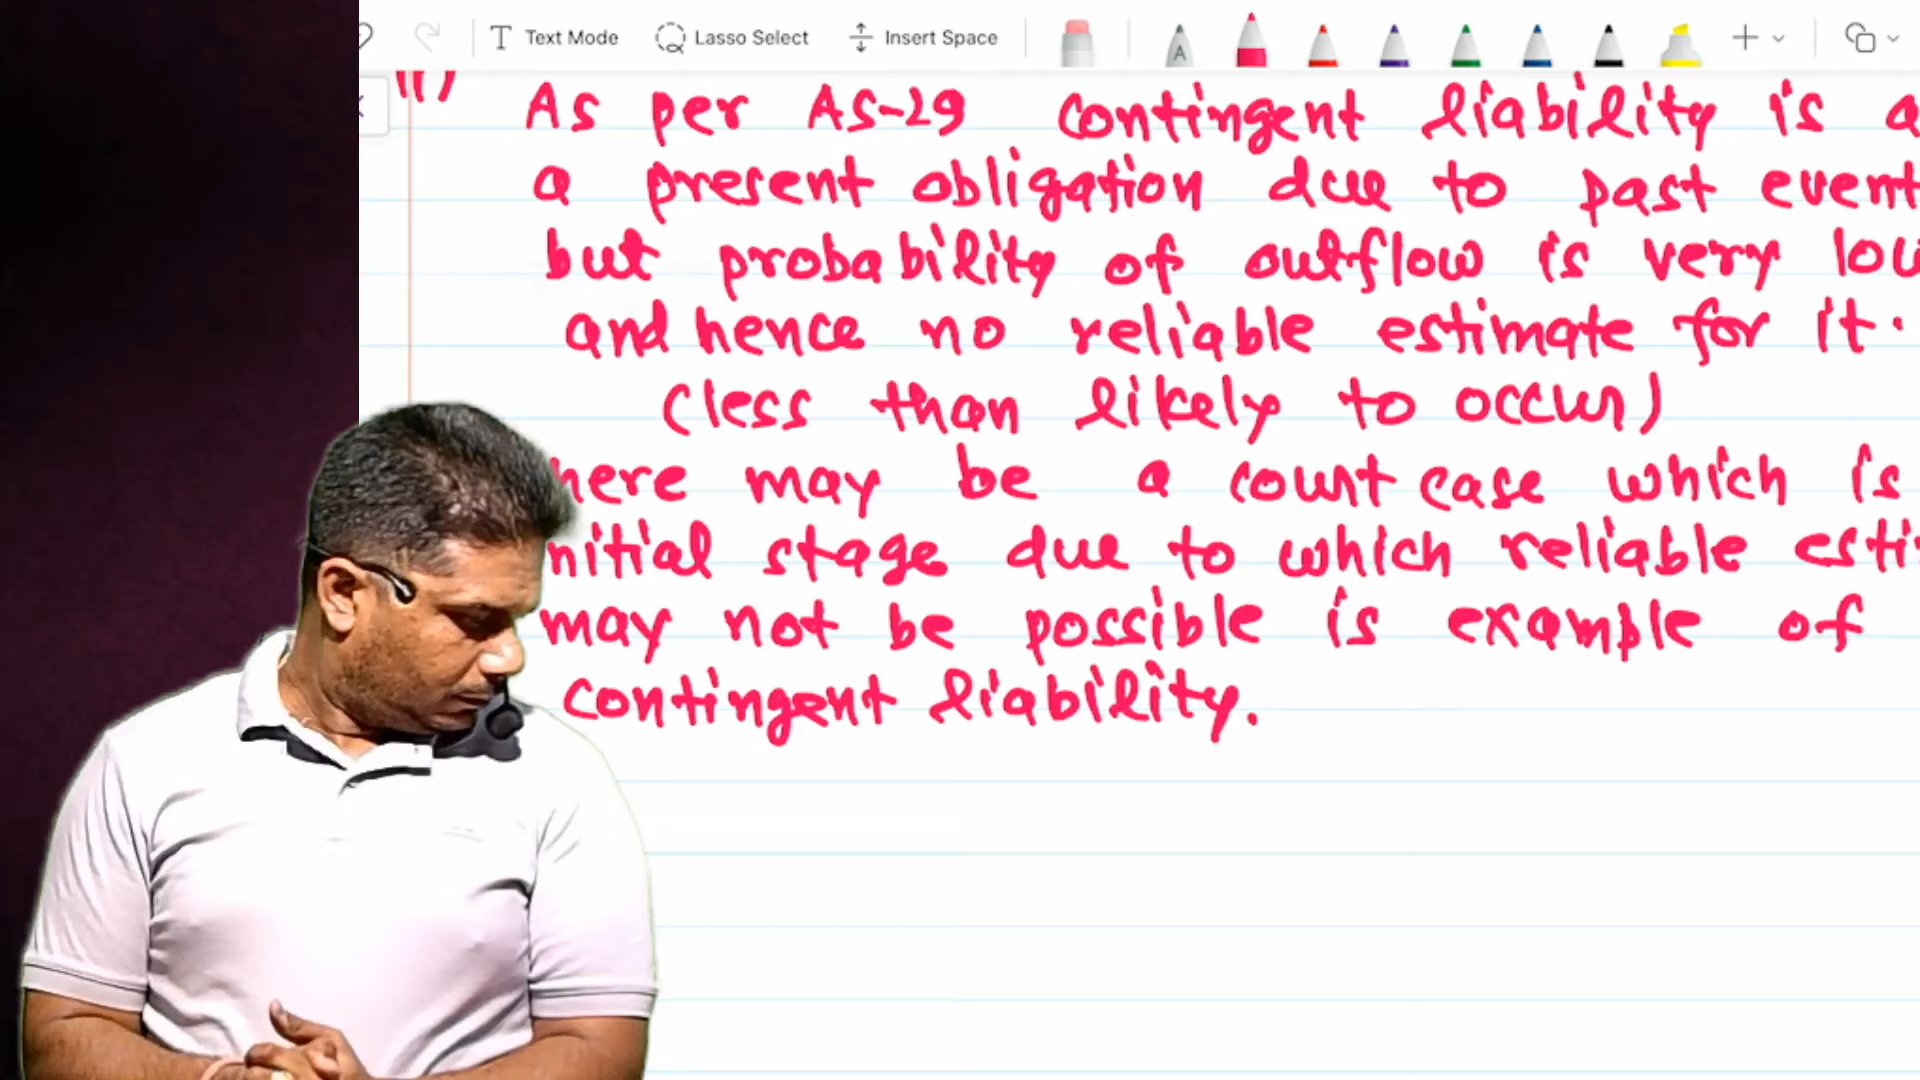 Text Mode Lasso Select Insert Space A
As per AS-29 contingent liability is a
a present obligation due to past event
but probability of outflow is very low
and hence no reliable estimate for it.
(less than likely to occur)
here may be a court case which is
nitial stage due to which reliable esti
may not be possible is example of
contingent liability.